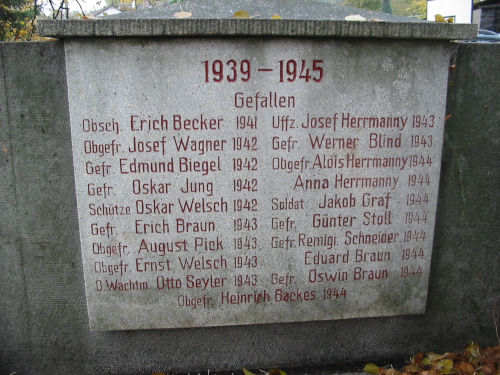 1939 – 1945
Gefallen
Obsch. Erich Becker 1941
Obgefr. Josef Wagner 1942
Gefr. Edmund Biegel 1942
Gefr. Oskar Jung 1942
Schütze Oskar Welsch 1942
Gefr. Erich Braun 1943
Obgefr. August Pick 1943
Obgefr. Ernst Welsch 1943
O.Wachtm. Otto Seyler 1943
Uffz. Josef Herrmanny 1943
Gefr. Werner Blind 1943
Obgefr. Alois Herrmanny 1944
Anna Herrmanny 1944
Soldat Jakob Graf 1944
Gefr. Günter Stoll 1944
Gefr. Remigi. Schneider 1944
Eduard Braun 1944
Gefr. Oswin Braun 1944
Obgefr. Heinrich Backes 1944